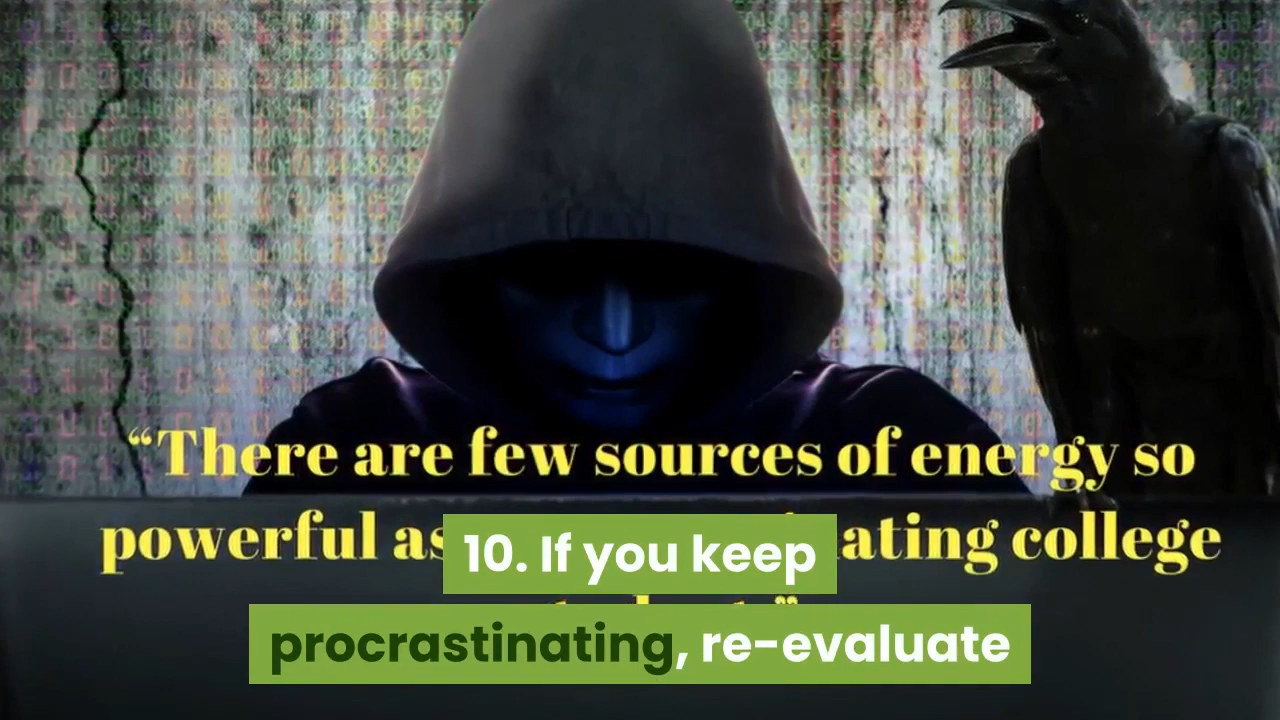 “There are few sources of energy so
powerful as
ating college
10. If you keep
procrastinating, re-evaluate